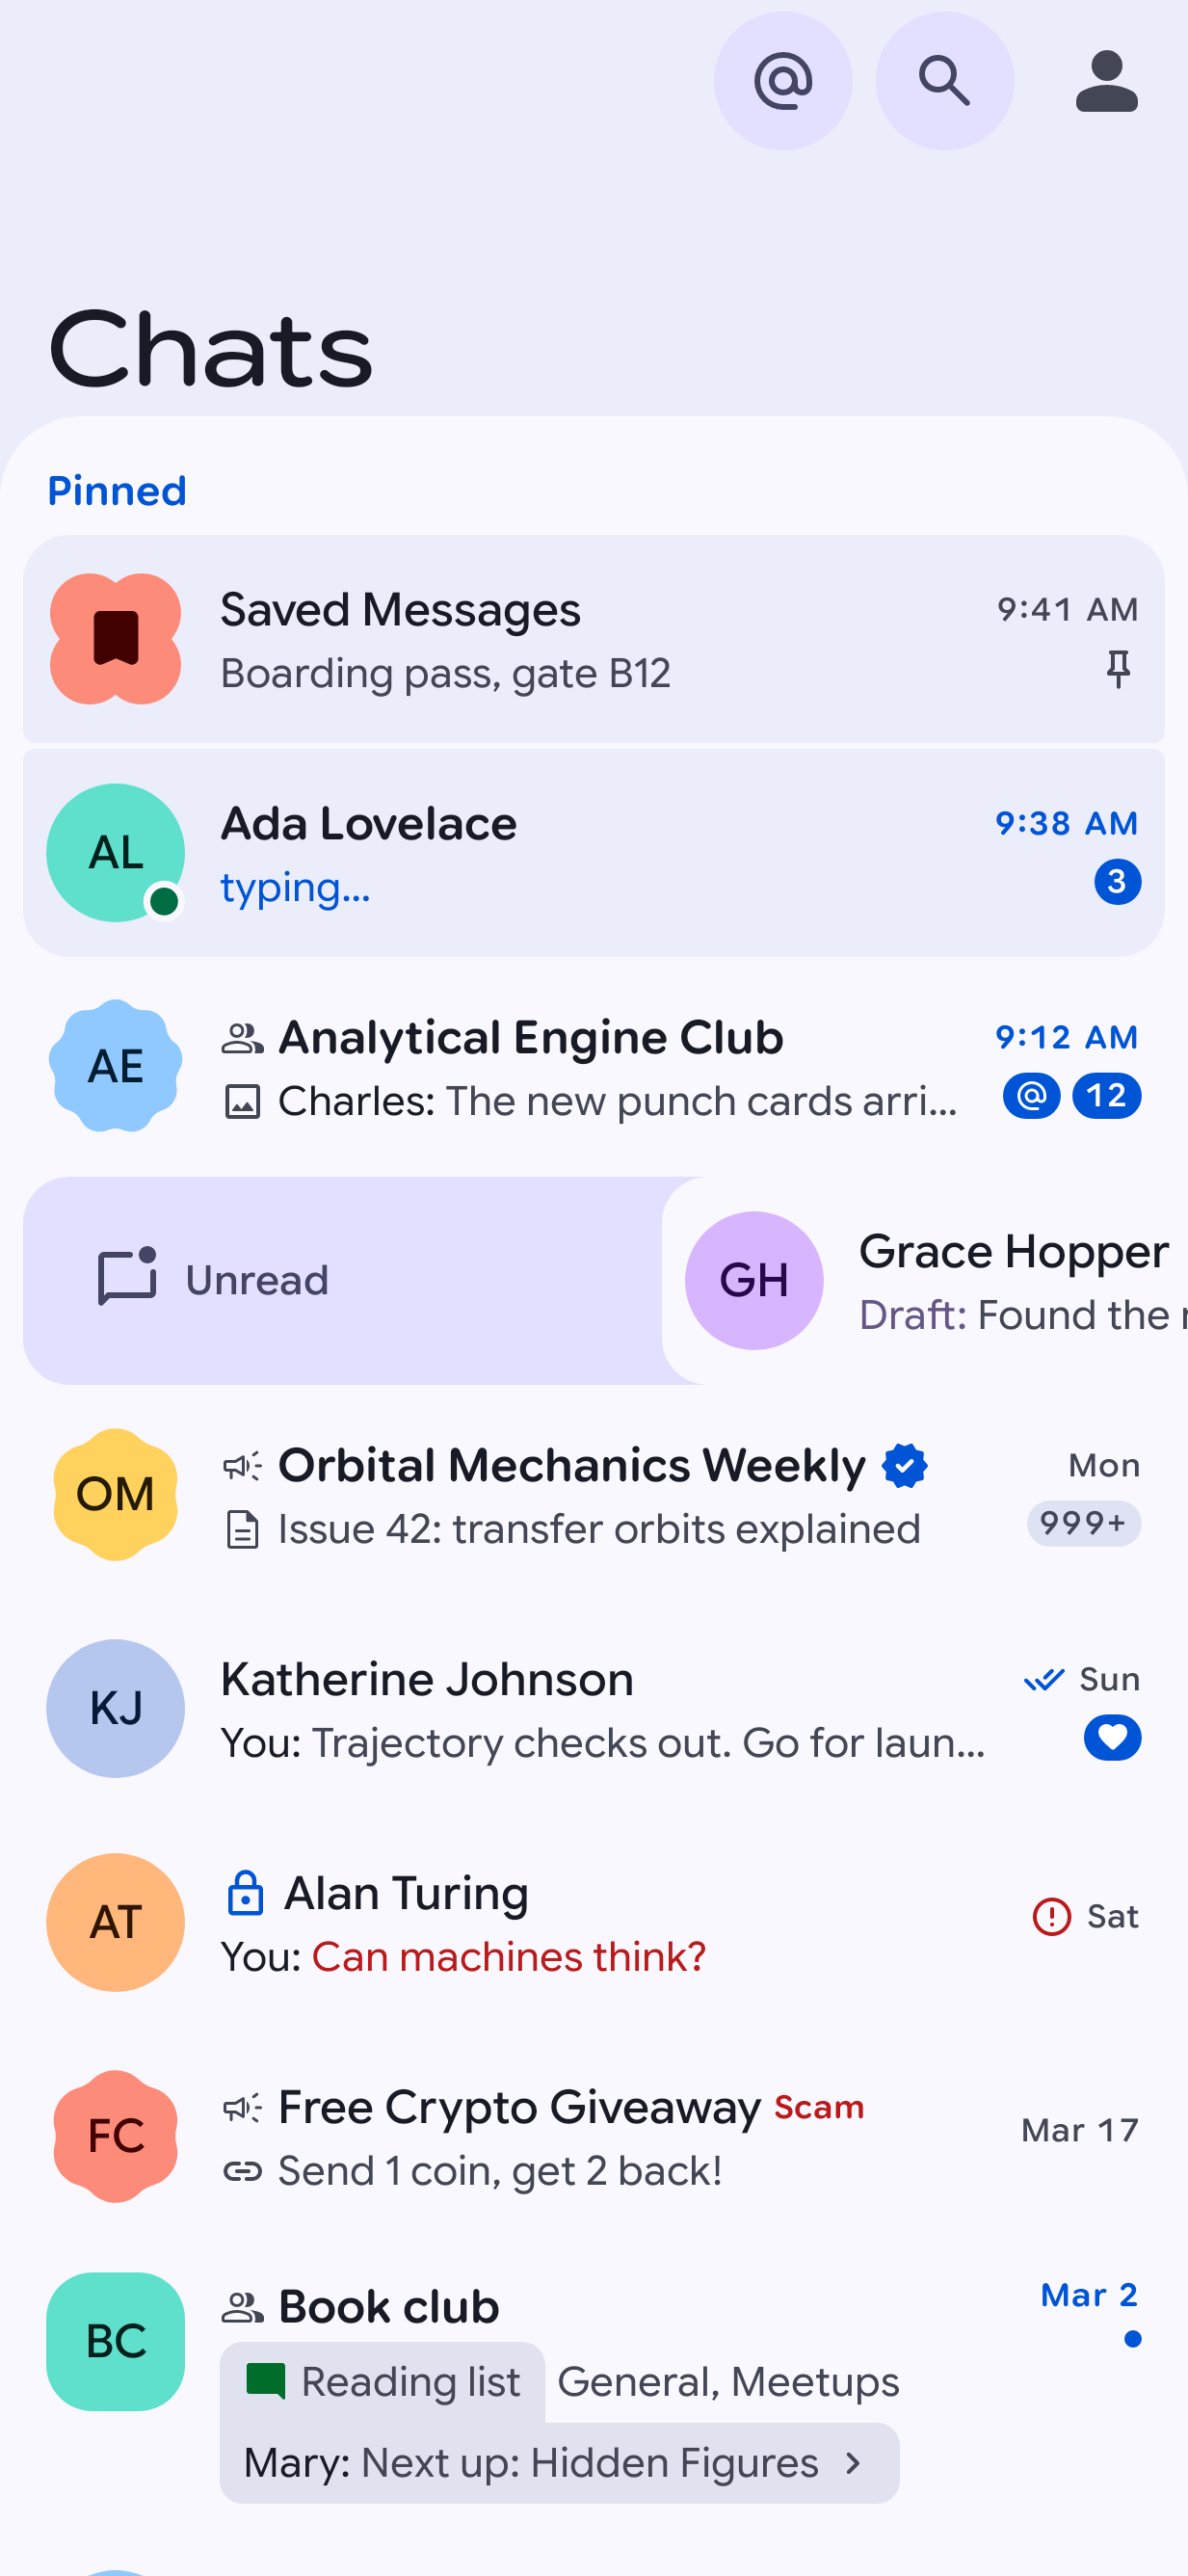 Chats
Pinned
Saved Messages 9:41 AM
Boarding pass, gate B12
AL Ada Lovelace 9:38 AM
typing... 3
AE Analytical Engine Club 9:12 AM
Charles: The new punch cards arri... @ 12
Unread GH Grace Hopper
Draft: Found the
OM Orbital Mechanics Weekly Mon
Issue 42: transfer orbits explained 999+
KJ Katherine Johnson Sun
You: Trajectory checks out. Go for laun...
AT Alan Turing Sat
You: Can machines think?
FC Free Crypto Giveaway Scam Mar 17
Send 1 coin, get 2 back!
BC Book club Mar 2
Reading list General, Meetups
Mary: Next up: Hidden Figures